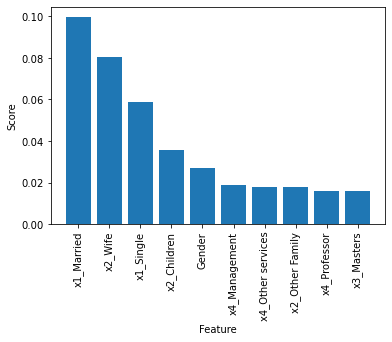 0.10
0.08
0.06
0.04
0.02
0.00
Score
x1_Married
x2_Wife
x1_Single
x2_Children
Gender
x4_Management
x4_Other services
x2_Other Family
x4_Professor
x3_Masters
Feature